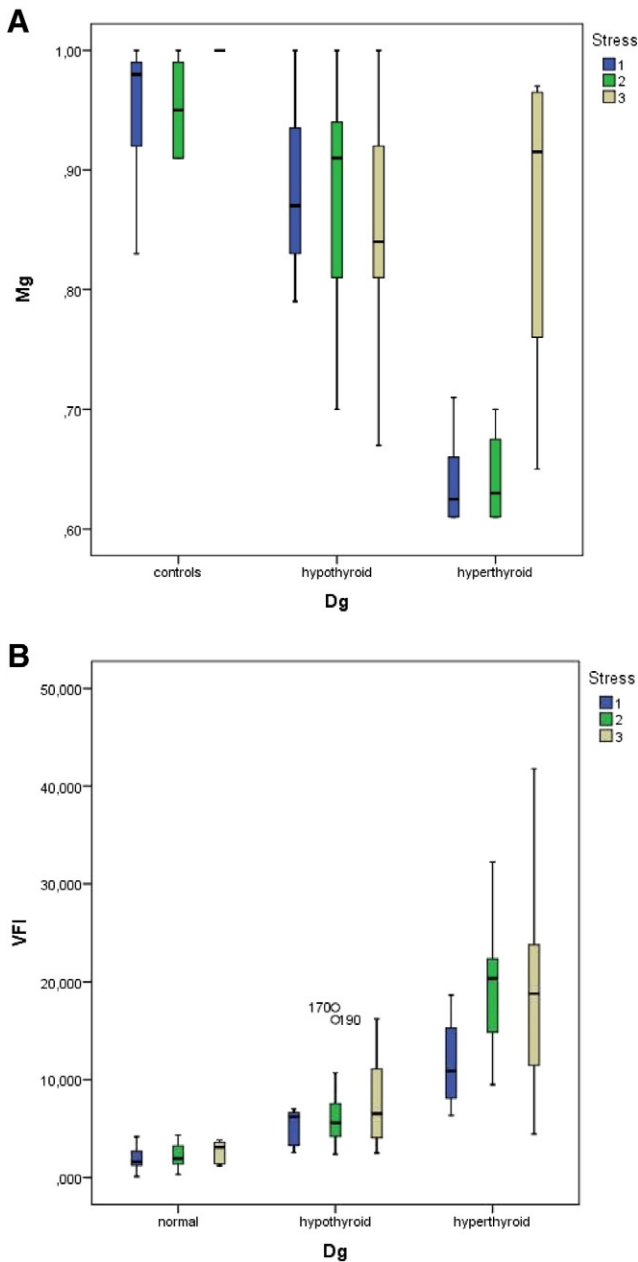 A
Stress
1
2
3
1,00
,90
,80
,70
,60
Mg
controls hypothyroid hyperthyroid
Dg
B
Stress
1
2
3
50,000
40,000
30,000
20,000
10,000
,000
VFI
170
190
normal hypothyroid hyperthyroid
Dg